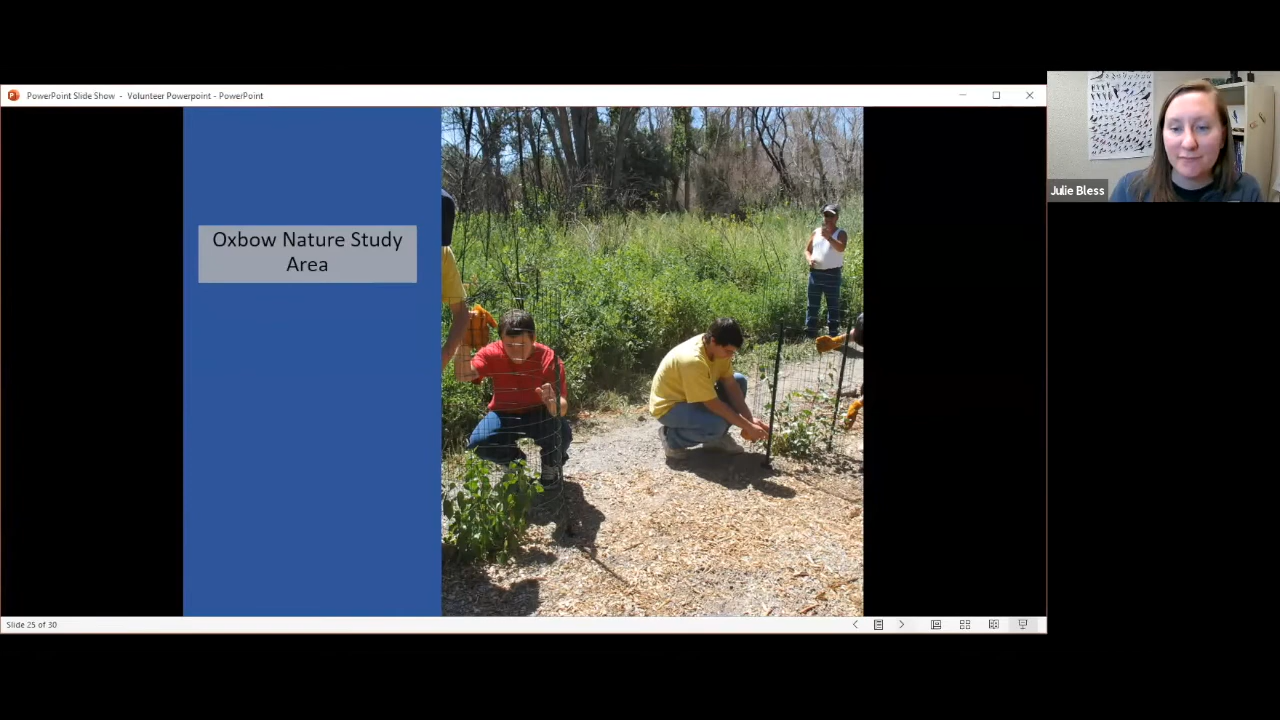 PowerPoint Slide Show - Volunteer Powerpoint - PowerPoint
Julie Bless
Oxbow Nature Study
Area
Slide 25 of 30